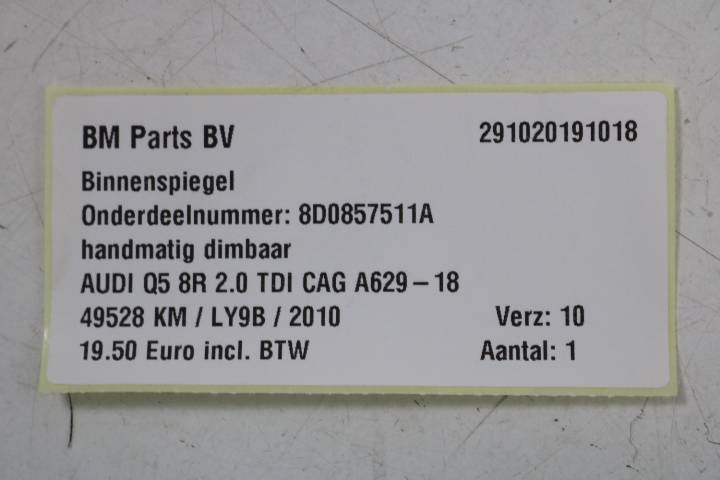 BM Parts BV 291020191018
Binnenspiegel
Onderdeelnummer: 8D0857511A
handmatig dimbaar
AUDI Q5 8R 2.0 TDI CAG A629-18
49528 KM / LY9B / 2010 Verz: 10
19.50 Euro incl. BTW Aantal: 1